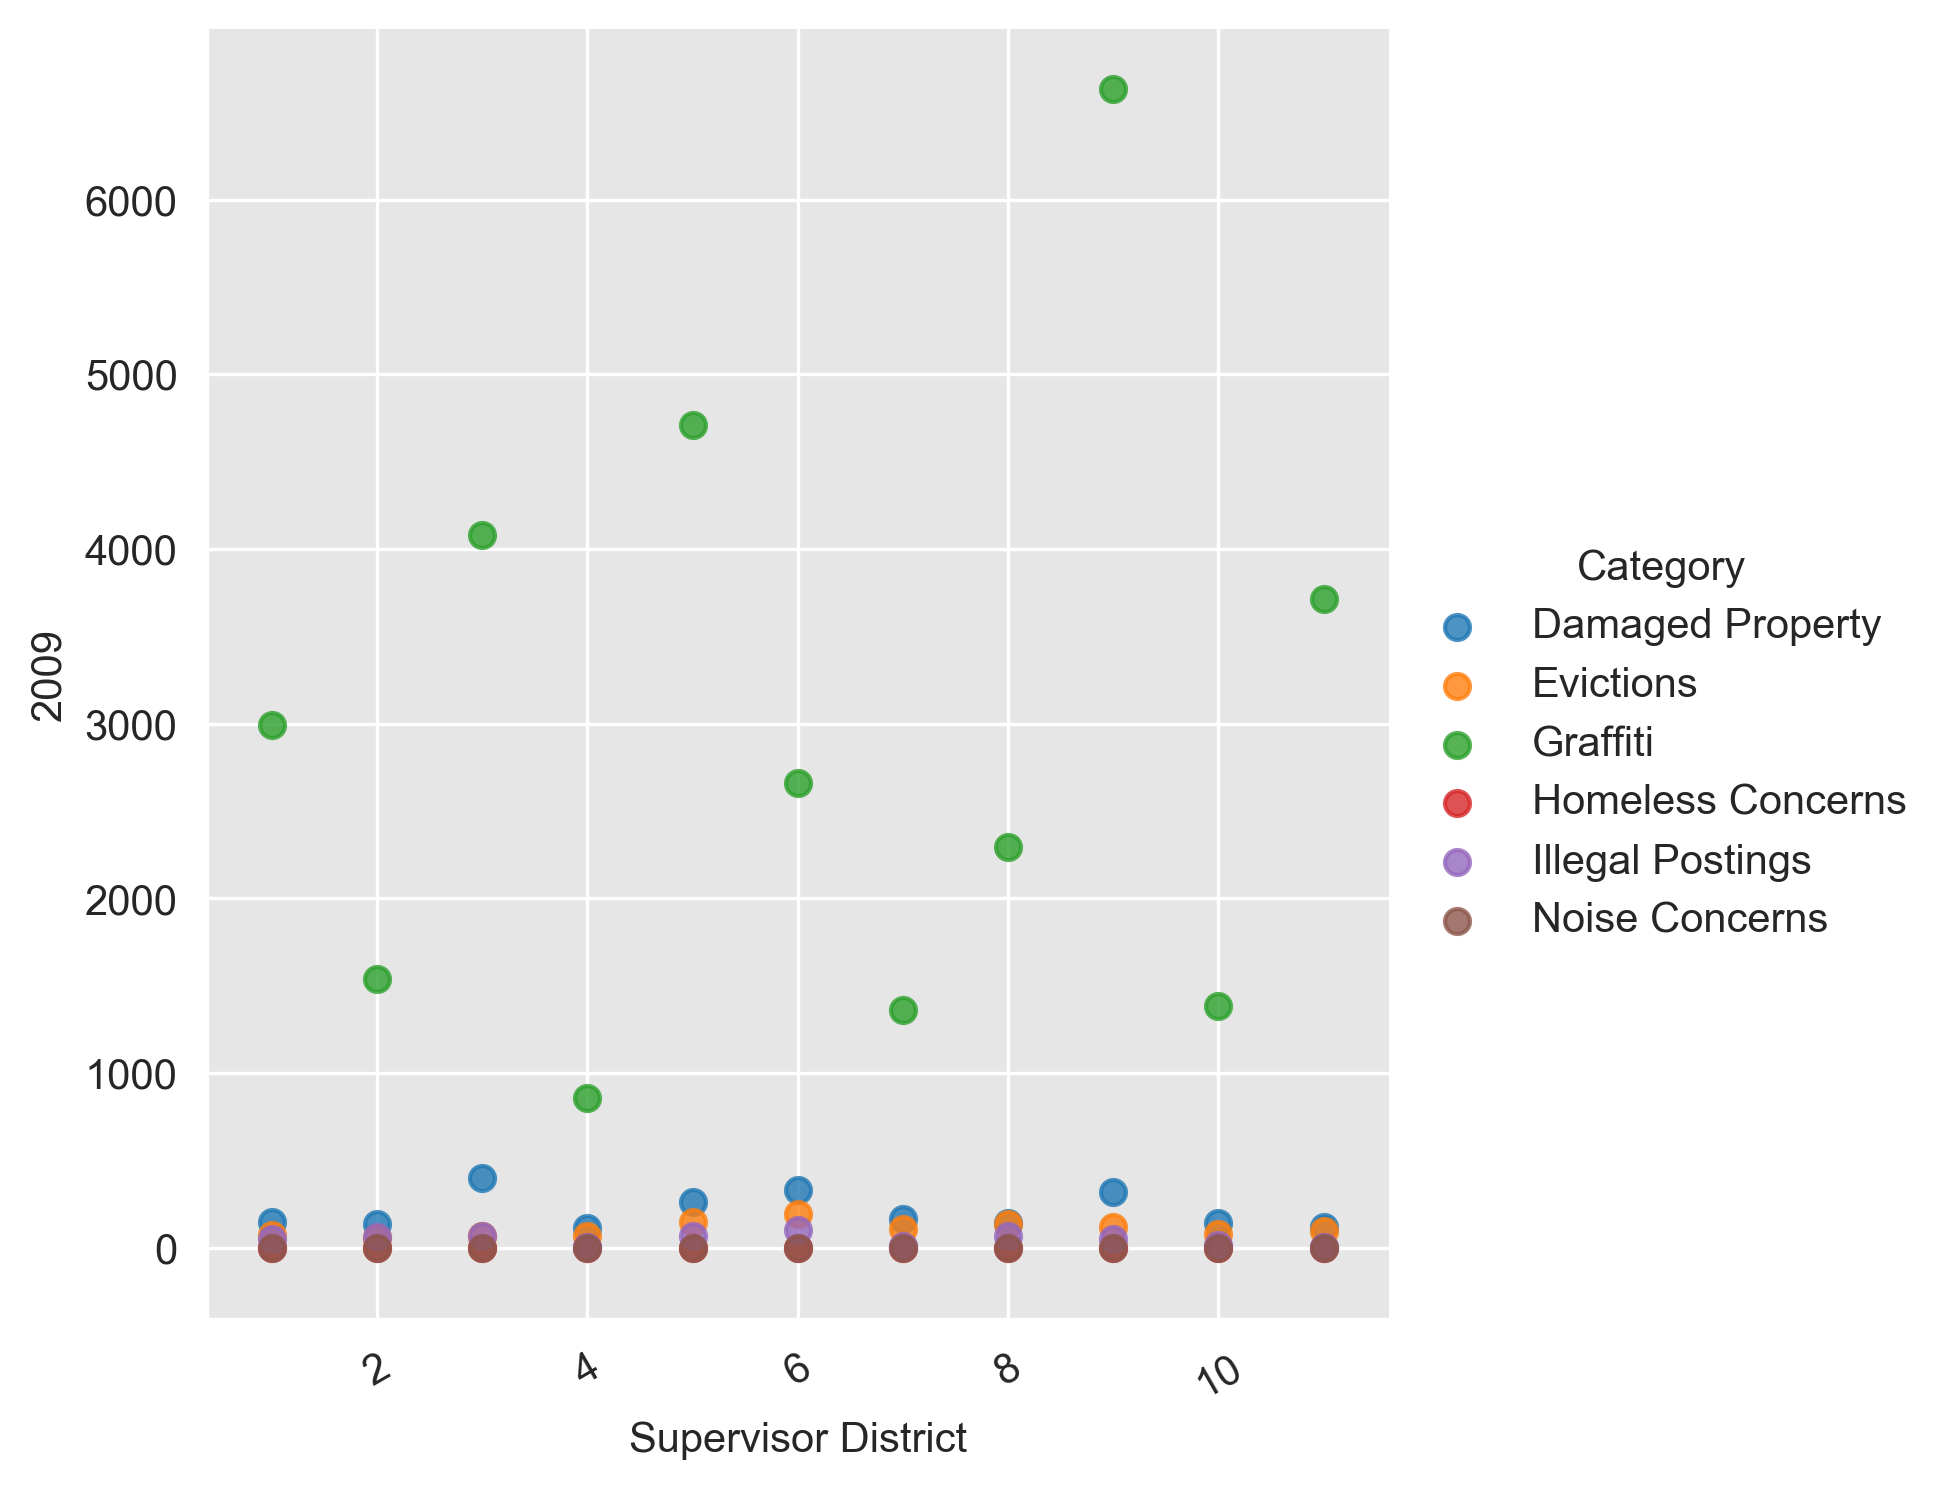 6000
5000
4000
3000
2000
1000
0
2009
2
4
6
8
10
Supervisor District
Category
Damaged Property
Evictions
Graffiti
Homeless Concerns
Illegal Postings
Noise Concerns